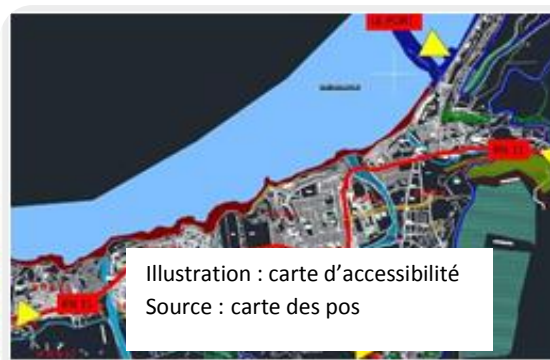 LE PORT
RN 11
Illustration : carte d’accessibilité
Source : carte des pos
RN 11